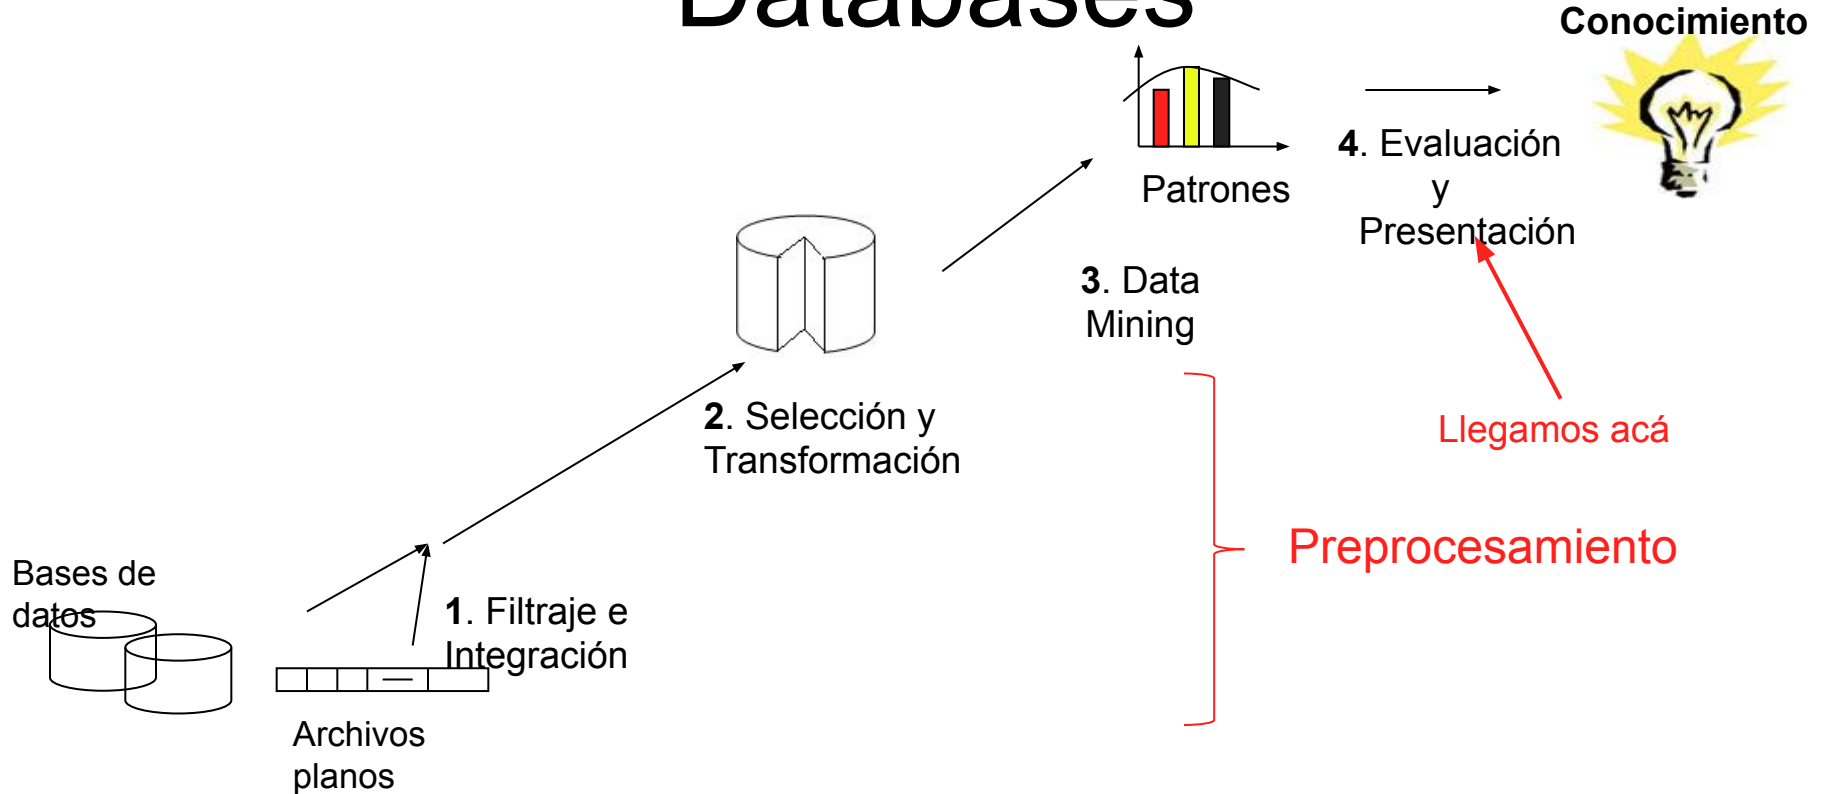 Databases
Conocimiento
4. Evaluación
y
Presentación
Patrones
3. Data
Mining
2. Selección y
Transformación
Llegamos acá
Preprocesamiento
Bases de
datos
1. Filtraje e
Integración
Archivos
planos